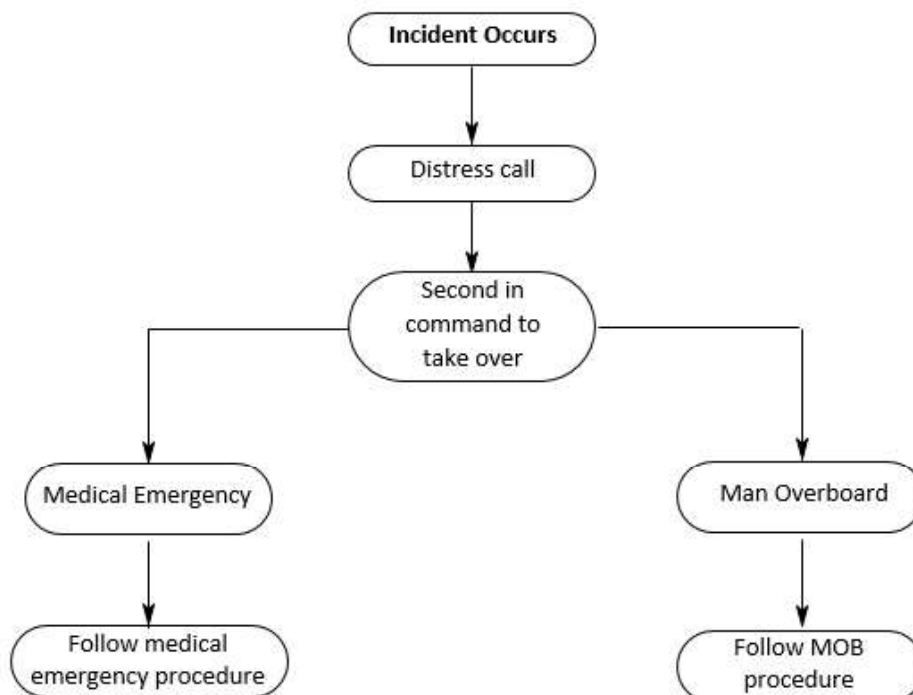 Incident Occurs
Distress call
Second in
command to
take over
Medical Emergency
Man Overboard
Follow medical
emergency procedure
Follow MOB
procedure